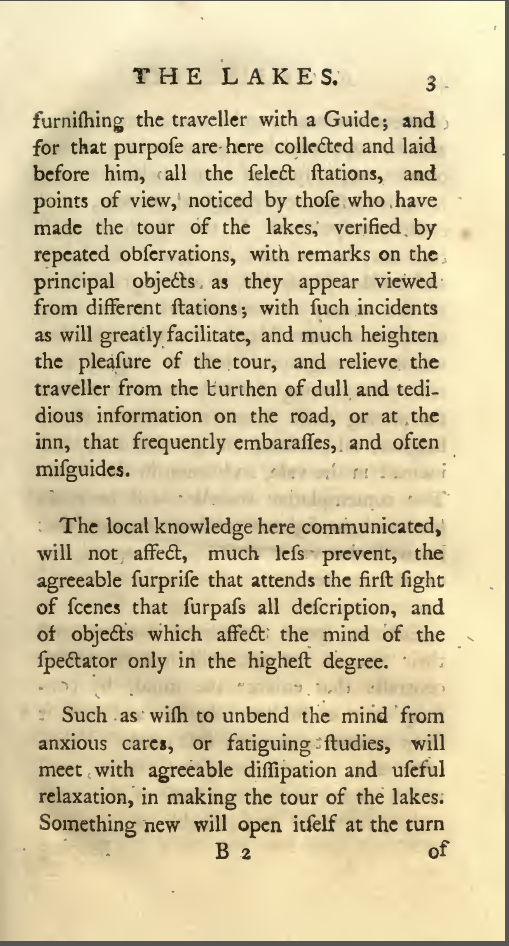 THE LAKES. 3
furniſhing the traveller with a Guide; and
for that purpoſe are here collected and laid
before him, all the ſelect ſtations, and
points of view, noticed by thoſe who have
made the tour of the lakes, verified by
repeated obſervations, with remarks on the
principal objects as they appear viewed
from different ſtations; with ſuch incidents
as will greatly facilitate, and much heighten
the pleaſure of the tour, and relieve the
traveller from the burthen of dull and tedi-
dious information on the road, or at the
inn, that frequently embaraſſes, and often
miſguides.
The local knowledge here communicated,
will not affect, much leſs prevent, the
agreeable ſurpriſe that attends the firſt ſight
of ſcenes that ſurpaſs all deſcription, and
of objects which affect the mind of the
ſpectator only in the higheſt degree.
Such as wiſh to unbend the mind from
anxious cares, or fatiguing ſtudies, will
meet with agreeable diſſipation and uſeful
relaxation, in making the tour of the lakes.
Something new will open itſelf at the turn
B 2 of